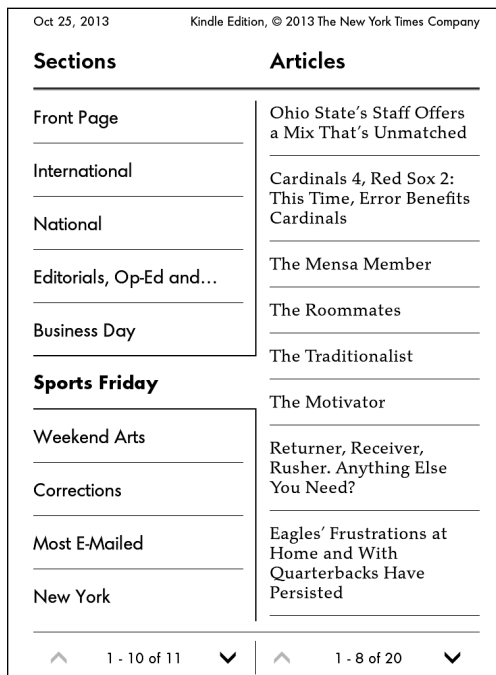 Oct 25, 2013
Kindle Edition, © 2013 The New York Times Company
Sections
Front Page
International
National
Editorials, Op-Ed and...
Business Day
Sports Friday
Weekend Arts
Corrections
Most E-Mailed
New York
1 - 10 of 11
Articles
Ohio State's Staff Offers
a Mix That's Unmatched
Cardinals 4, Red Sox 2:
This Time, Error Benefits
Cardinals
The Mensa Member
The Roommates
The Traditionalist
The Motivator
Returner, Receiver,
Rusher. Anything Else
You Need?
Eagles' Frustrations at
Home and With
Quarterbacks Have
Persisted
1 - 8 of 20